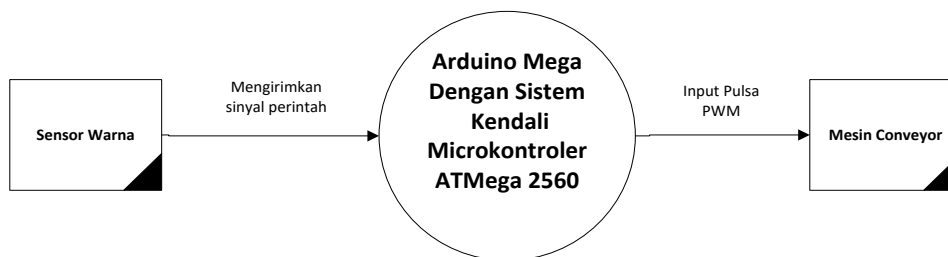 Sensor Warna
Mengirimkan
sinyal perintah
Arduino Mega
Dengan Sistem
Kendali
Microkontroler
ATMega 2560
Input Pulsa
PWM
Mesin Conveyor